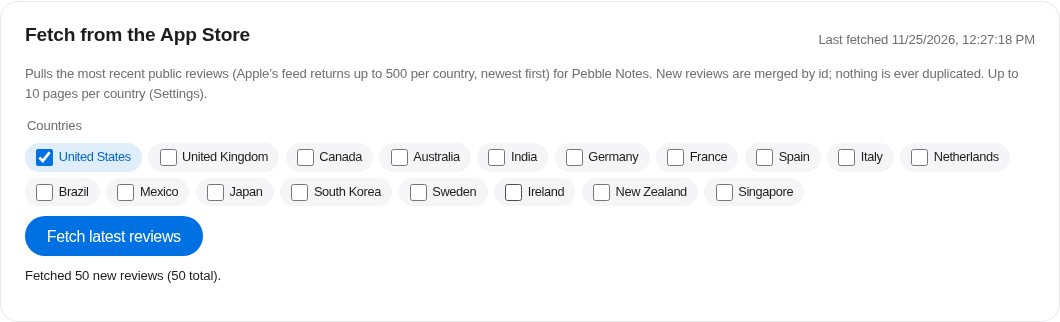 Fetch from the App Store
Last fetched 11/25/2026, 12:27:18 PM
Pulls the most recent public reviews (Apple’s feed returns up to 500 per country, newest first) for Pebble Notes. New reviews are merged by id; nothing is ever duplicated. Up to
10 pages per country (Settings).
Countries
United States United Kingdom Canada Australia India Germany France Spain Italy Netherlands
Brazil Mexico Japan South Korea Sweden Ireland New Zealand Singapore
Fetch latest reviews
Fetched 50 new reviews (50 total).